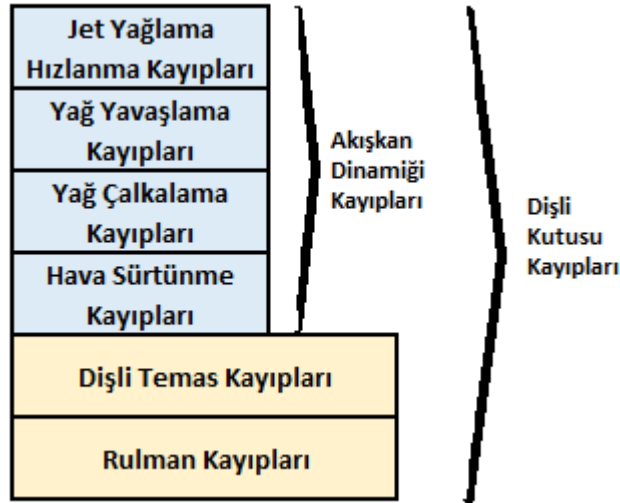 Jet Yağlama
Hızlanma Kayıpları
Yağ Yavaşlama
Kayıpları
Yağ Çalkalama
Kayıpları
Hava Sürtünme
Kayıpları
Dişli Temas Kayıpları
Rulman Kayıpları
Akışkan
Dinamiği
Kayıpları
Dişli
Kutusu
Kayıpları